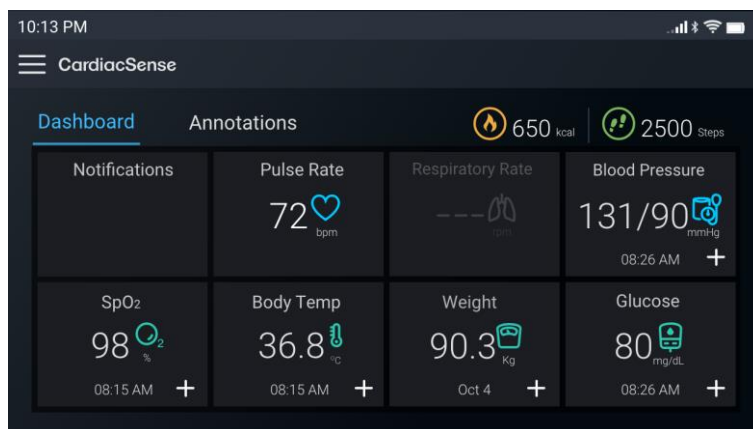 10:13 PM
CardiacSense
Dashboard Annotations 650 kcal 2500 Steps
Notifications Pulse Rate Respiratory Rate Blood Pressure
72 bpm --- rpm 131/90 mmHg
08:26 AM +
SpO2 Body Temp Weight Glucose
98 % O2 36.8 °C 90.3 Kg 80 mg/dL
08:15 AM + 08:15 AM + Oct 4 + 08:26 AM +